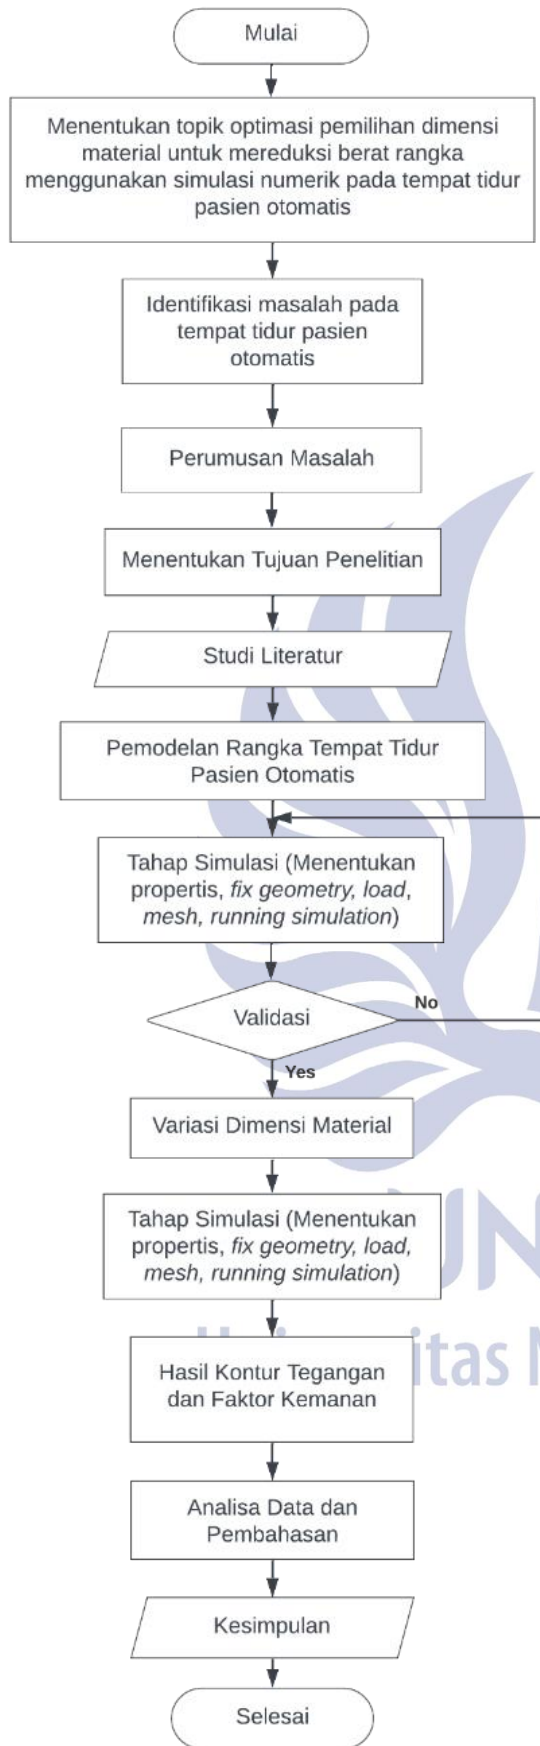 Mulai
Menentukan topik optimasi pemilihan dimensi
material untuk mereduksi berat rangka
menggunakan simulasi numerik pada tempat tidur
pasien otomatis
Identifikasi masalah pada
tempat tidur pasien
otomatis
Perumusan Masalah
Menentukan Tujuan Penelitian
Studi Literatur
Pemodelan Rangka Tempat Tidur
Pasien Otomatis
Tahap Simulasi (Menentukan
propertis, fix geometry, load,
mesh, running simulation)
Validasi
No
Yes
Variasi Dimensi Material
Tahap Simulasi (Menentukan
propertis, fix geometry, load,
mesh, running simulation)
Hasil Kontur Tegangan
dan Faktor Kemanan
Analisa Data dan
Pembahasan
Kesimpulan
Selesai